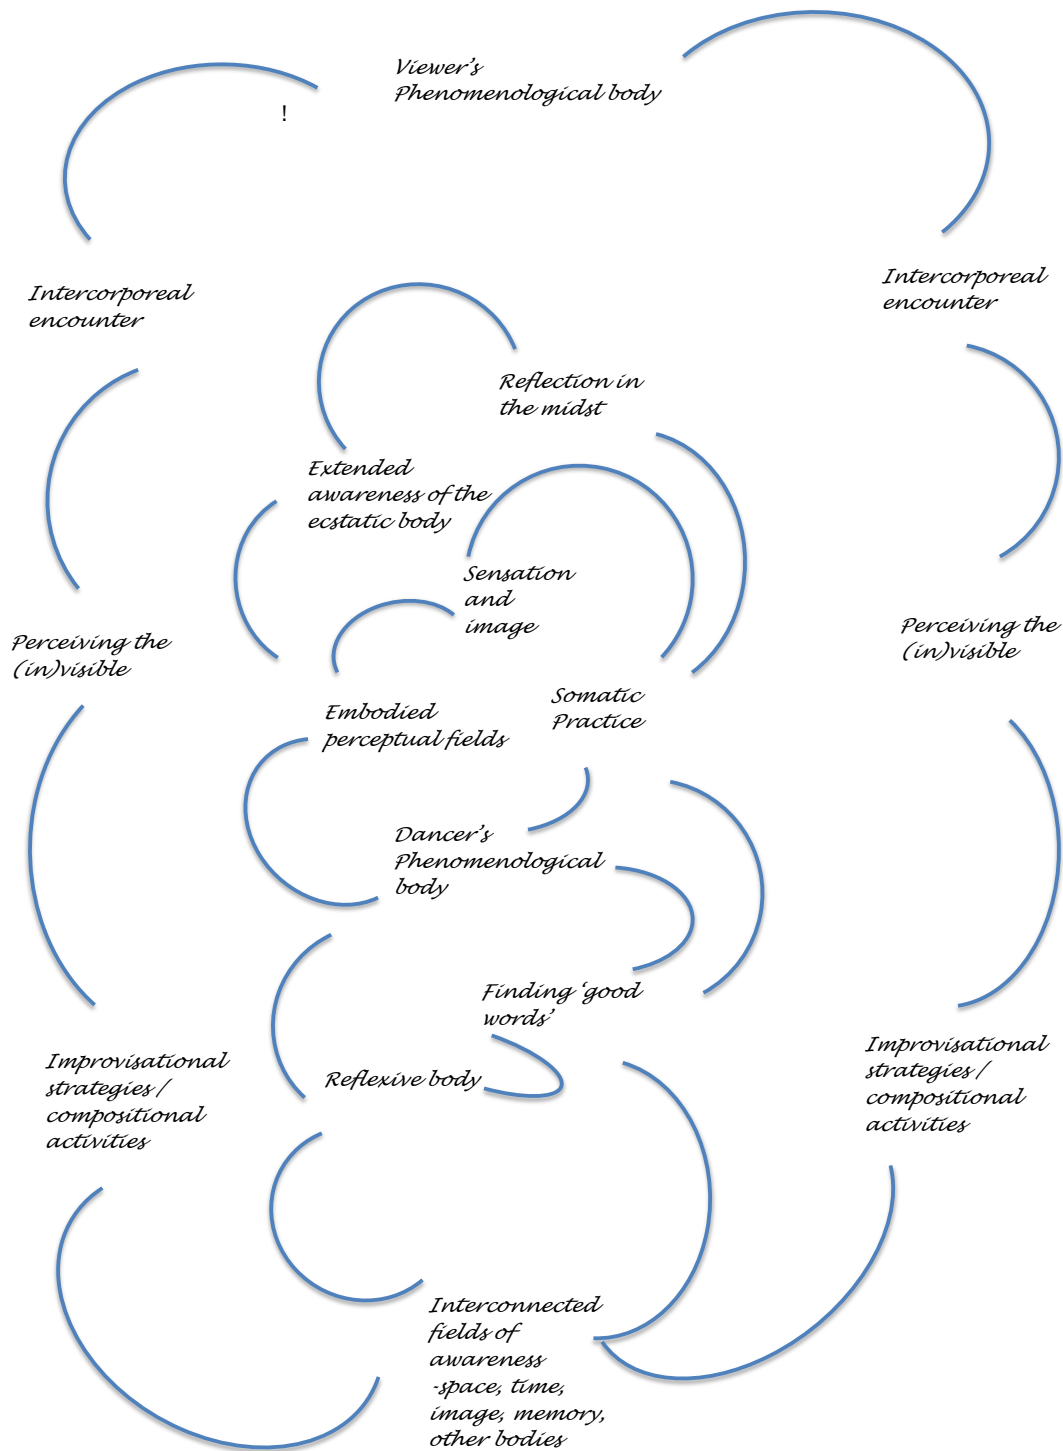 Viewer's
Phenomenological body
!
Intercorporeal
encounter
Intercorporeal
encounter
Reflection in
the midst
Extended
awareness of the
ecstatic body
Sensation
and
image
Perceiving the
(in)visible
Perceiving the
(in)visible
Embodied
perceptual fields
Somatic
Practice
Dancer's
Phenomenological
body
Finding 'good
words'
Reflexive body
Improvisational
strategies /
compositional
activities
Improvisational
strategies /
compositional
activities
Interconnected
fields of
awareness
-space, time,
image, memory,
other bodies